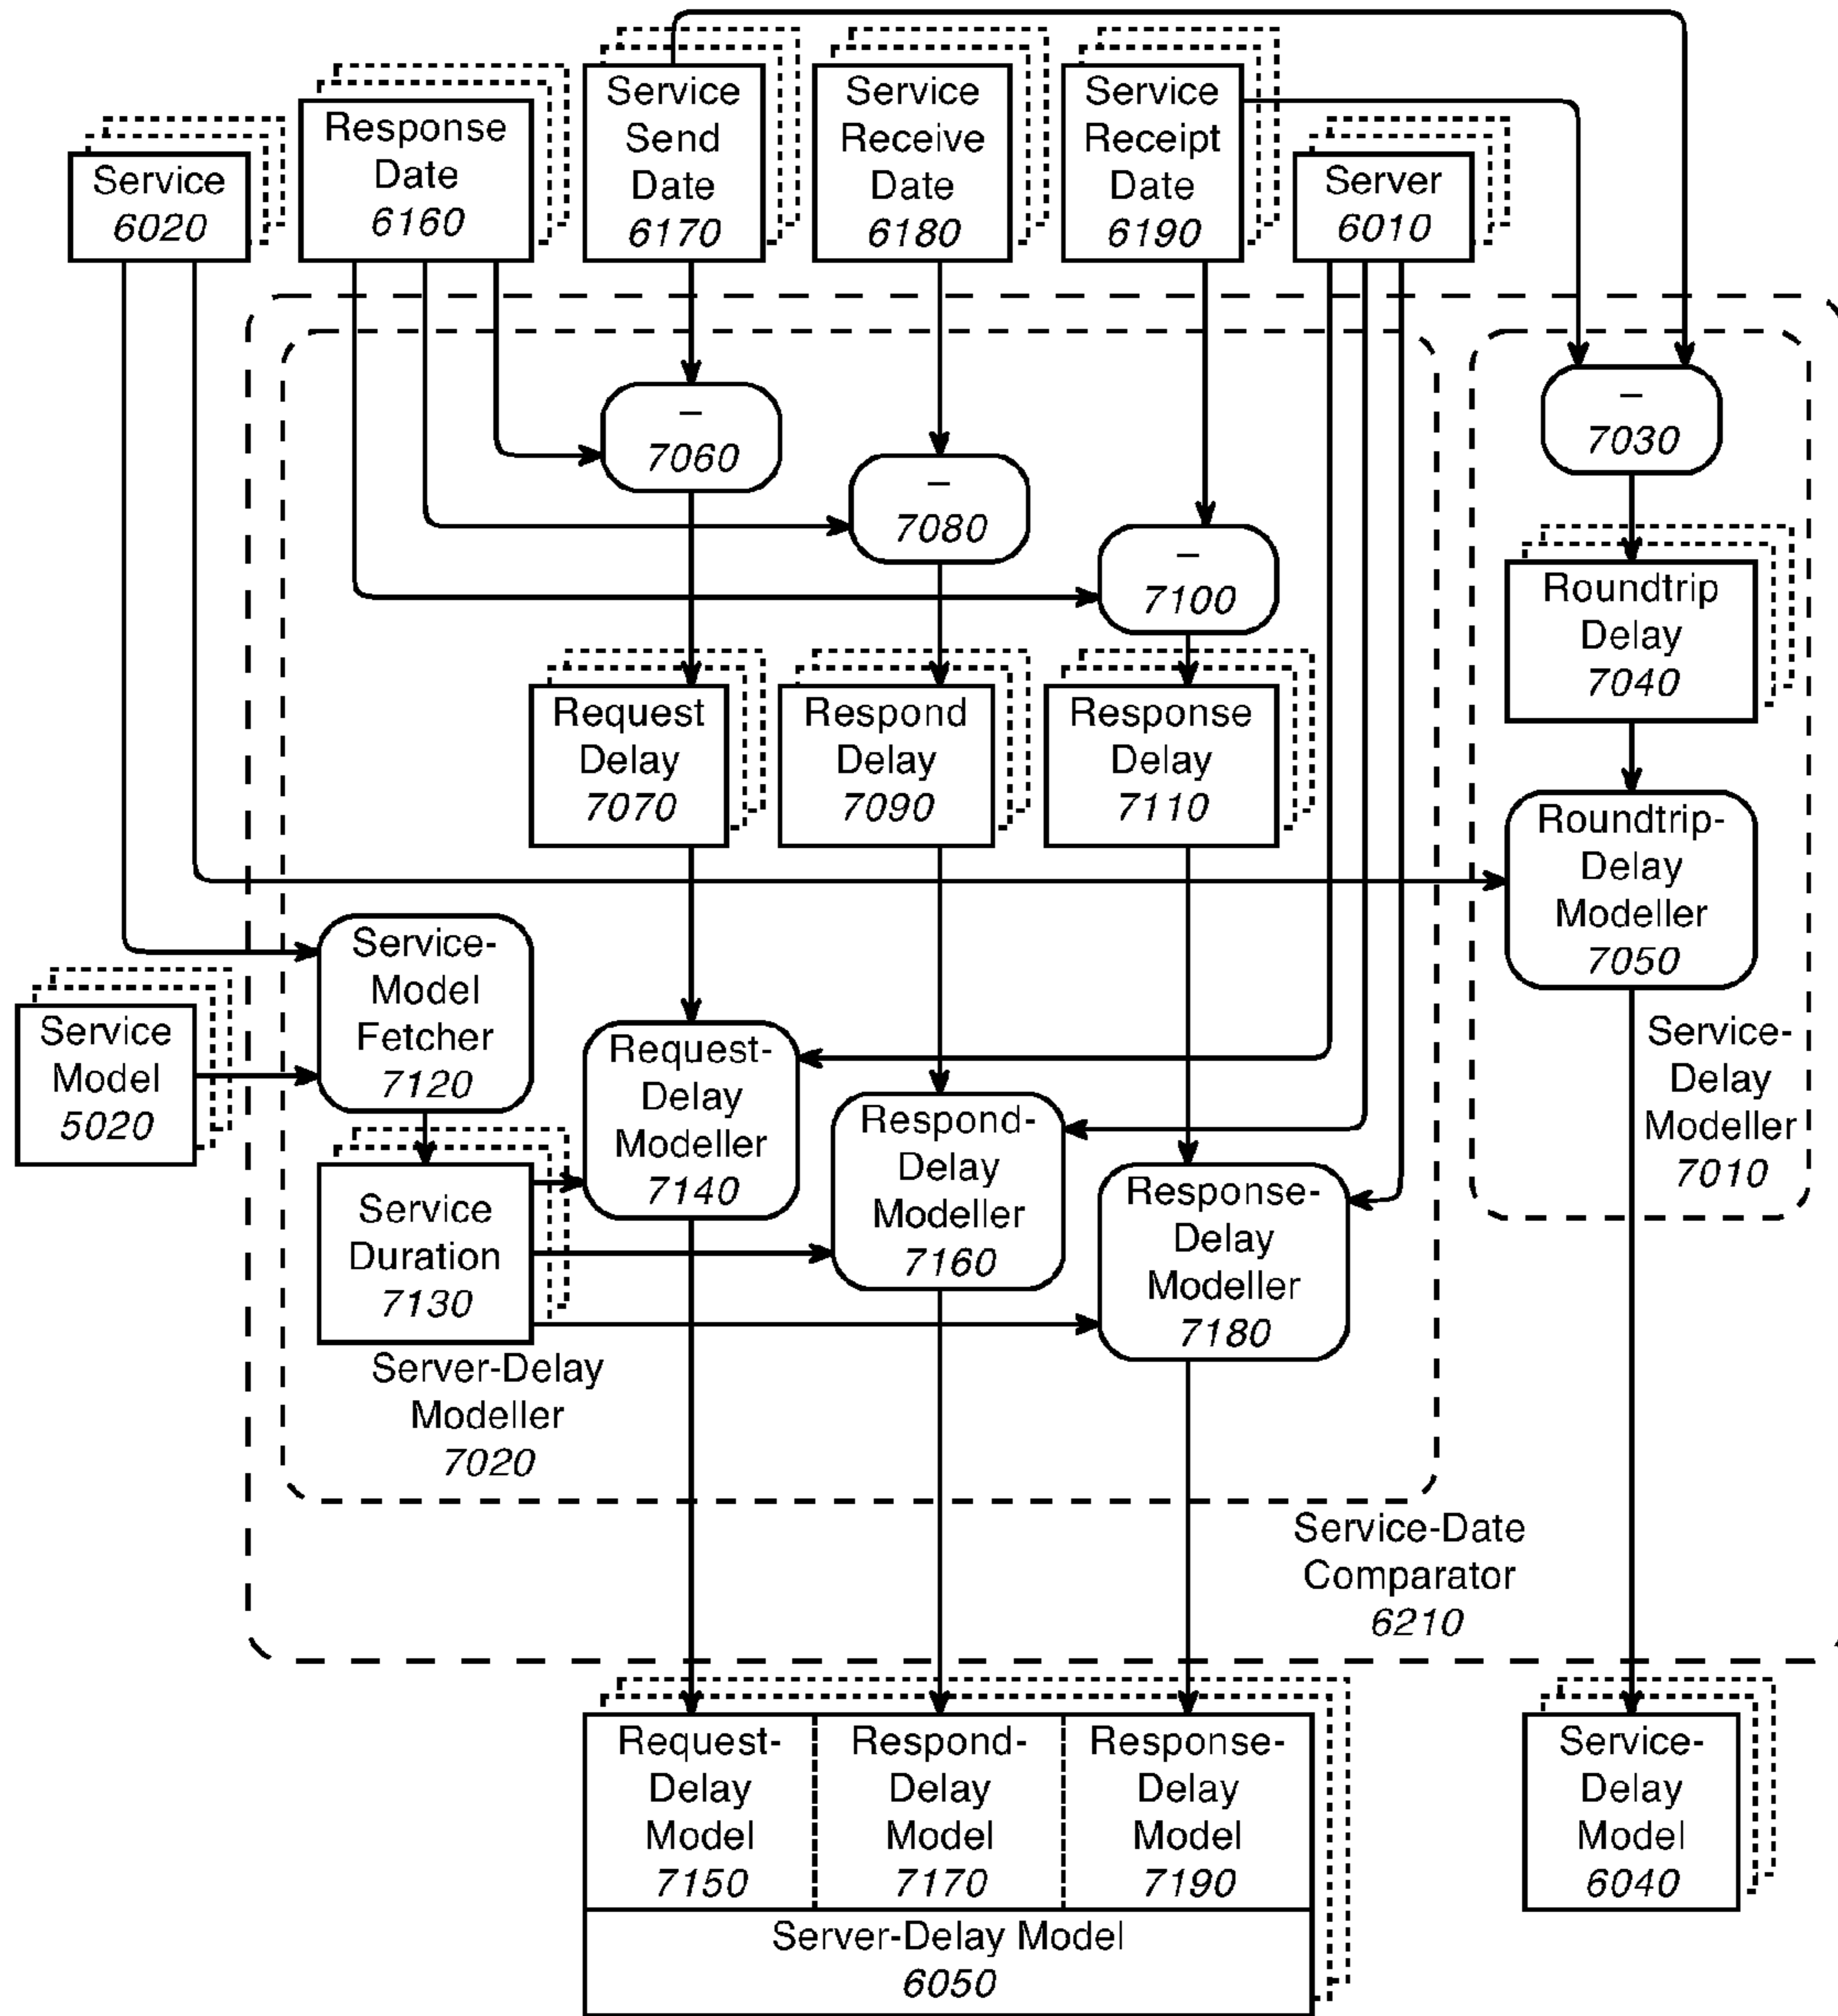 Service
6020
Response
Date
6160
Service
Send
Date
6170
Service
Receive
Date
6180
Service
Receipt
Date
6190
Server
6010
–
7060
–
7080
–
7100
–
7030
Roundtrip
Delay
7040
Request
Delay
7070
Respond
Delay
7090
Response
Delay
7110
Roundtrip-
Delay
Modeller
7050
Service-
Model
Fetcher
7120
Service
Model
5020
Request-
Delay
Modeller
7140
Respond-
Delay
Modeller
7160
Response-
Delay
Modeller
7180
Service-
Delay
Modeller
7010
Service
Duration
7130
Server-Delay
Modeller
7020
Service-Date
Comparator
6210
Request-
Delay
Model
7150
Respond-
Delay
Model
7170
Response-
Delay
Model
7190
Server-Delay Model
6050
Service-
Delay
Model
6040